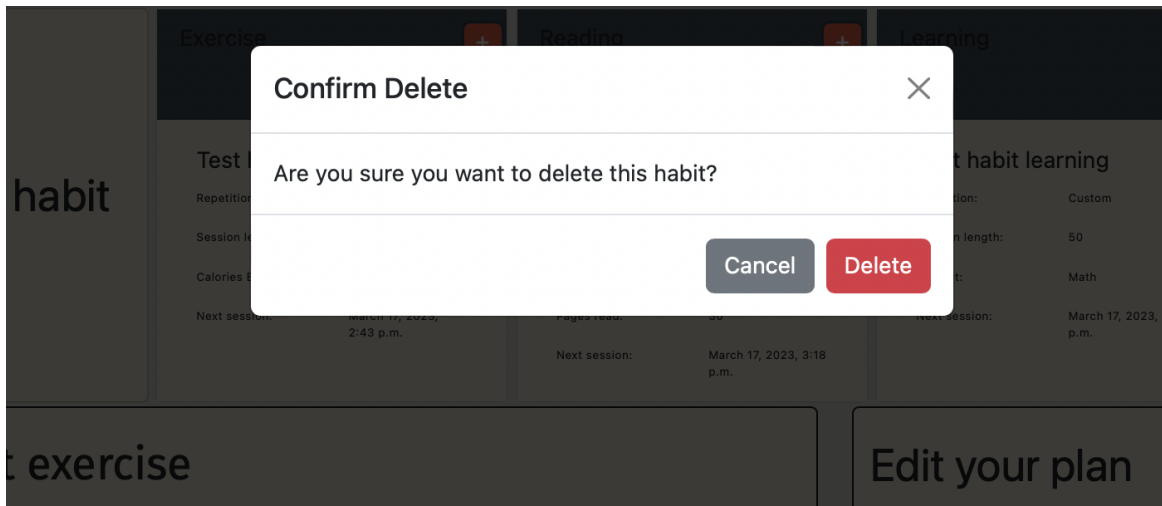 Exercise
+
Reading
+
Learning
Confirm Delete
Are you sure you want to delete this habit?
Cancel
Delete
habit
Test
habit learning
Repetition
Custom
Session
length:
50
Calories
Math
Next session:
March 17, 2023,
2:43 p.m.
Pages read:
30
Next session:
March 17, 2023, 3:18
p.m.
Next session:
March 17, 2023,
p.m.
exercise
Edit your plan